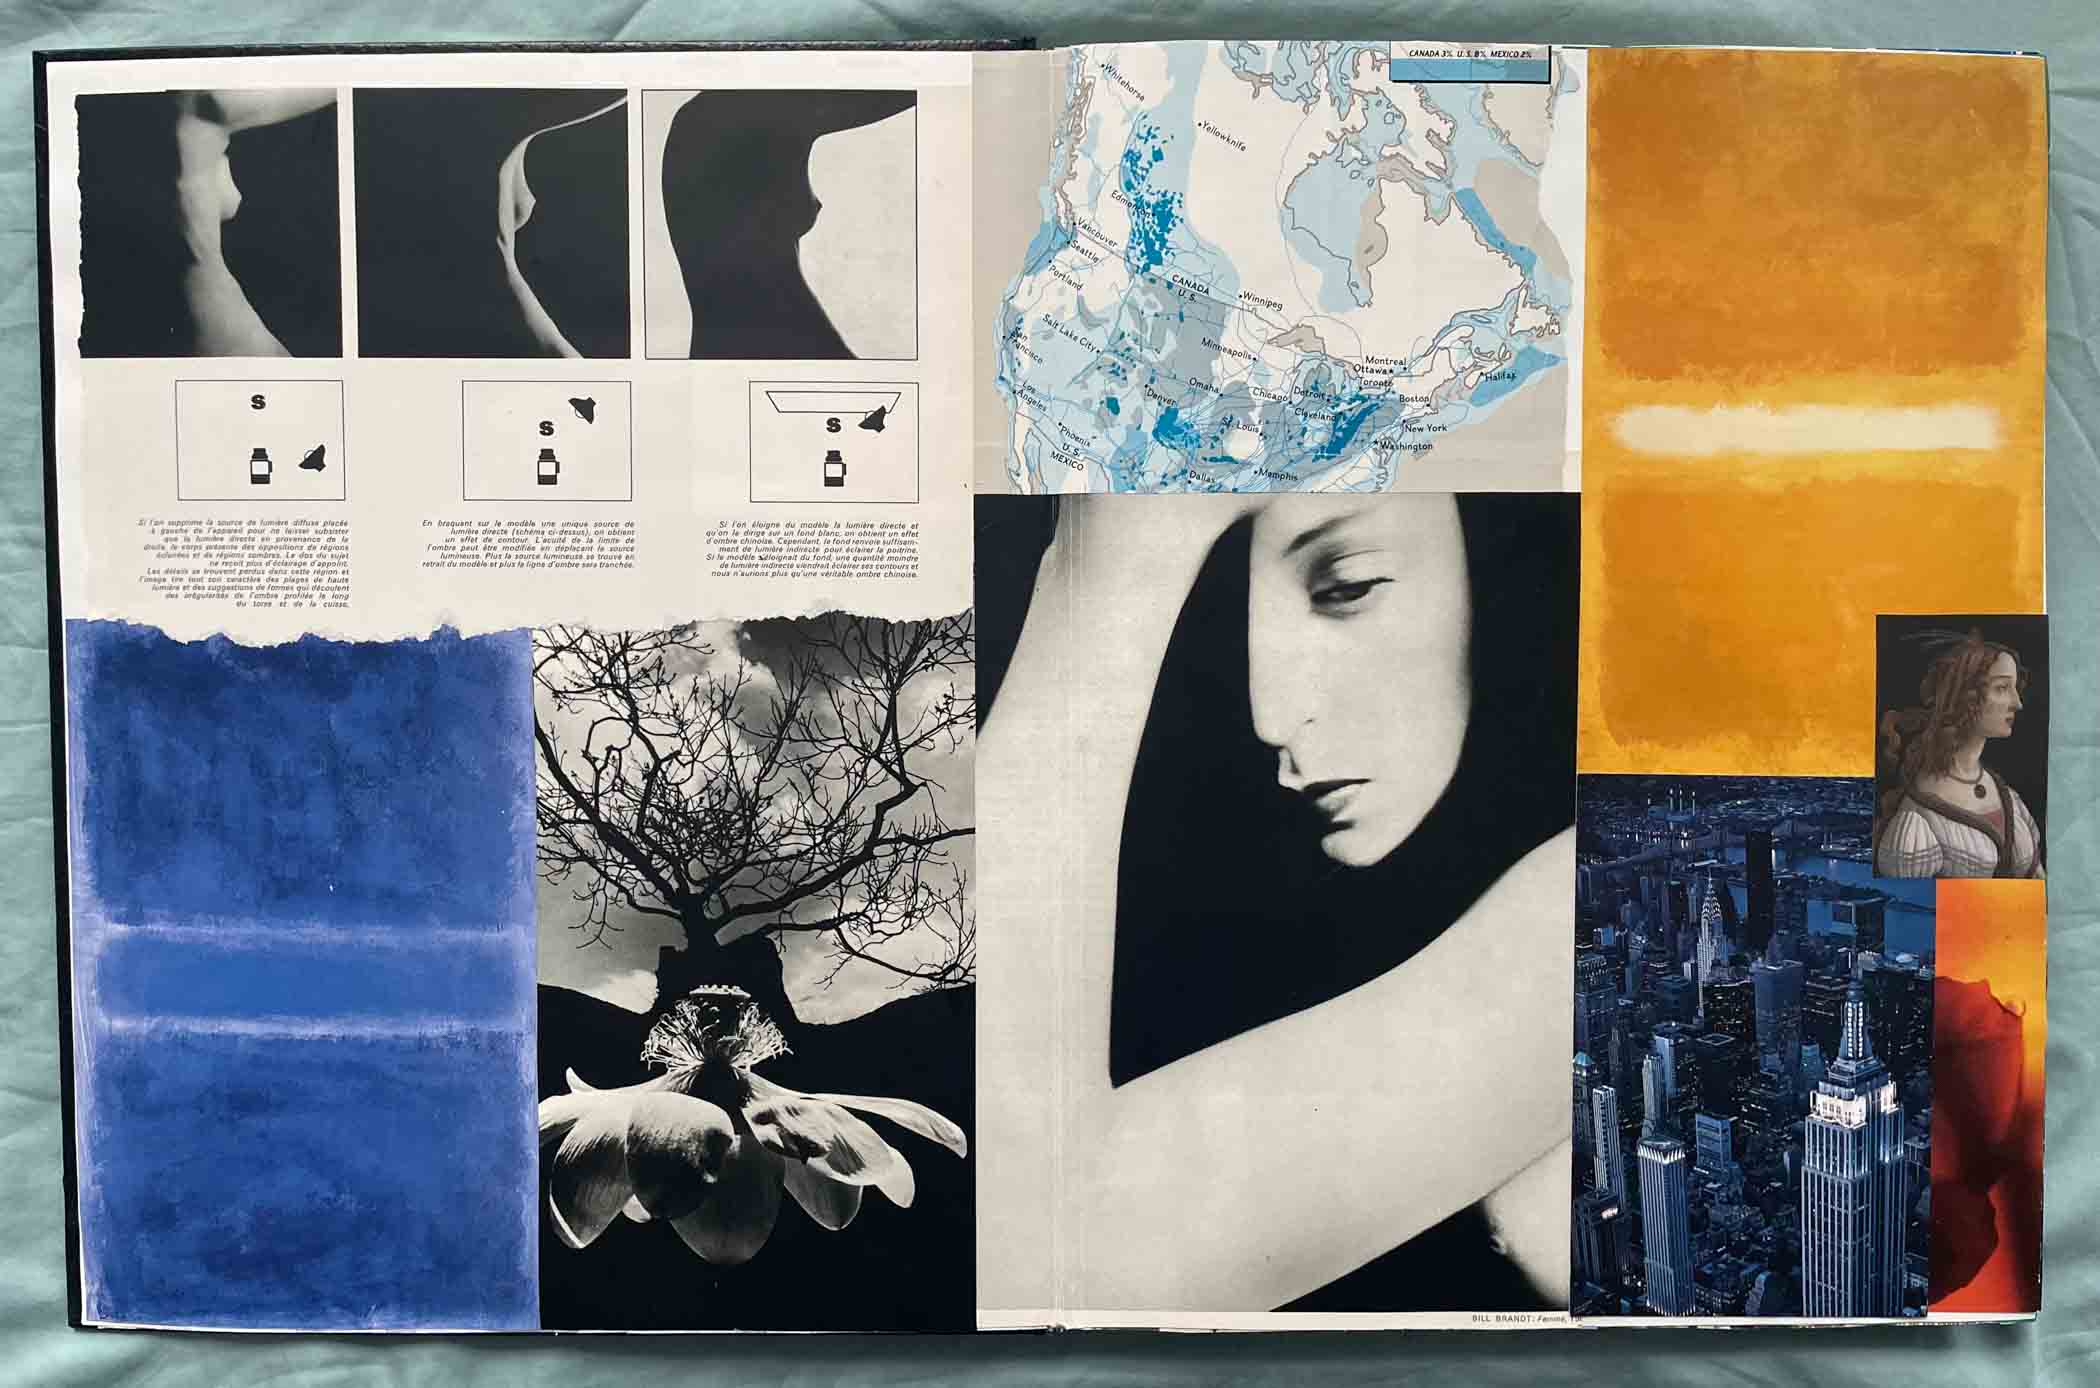 S
S
S
Si l'on supprime la source de lumière diffuse placée
à gauche de l'appareil pour ne laisser subsister
que la lumière directe en provenance de la
droite, le corps présente des oppositions de régions
éclairées et de régions sombres. Le dos du sujet
ne reçoit plus d'éclairage d'appoint.
Les détails se trouvent perdus dans cette région et
l'image tire tout son caractère des plages de haute
lumière et des suggestions de formes qui découlent
des irrégularités de l'ombre profilée le long
du torse et de la cuisse.
En braquant sur le modèle une unique source de
lumière directe (schéma ci-dessus), on obtient
un effet de contour. L'acuité de la limite de
l'ombre peut être modifiée en déplaçant la source
lumineuse. Plus la source lumineuse se trouve en
retrait du modèle et plus la ligne d'ombre sera tranchée.
Si l'on éloigne du modèle la lumière directe et
qu'on la dirige sur un fond blanc, on obtient un effet
d'ombre chinoise. Cependant, le fond renvoie suffisam-
ment de lumière indirecte pour éclairer la poitrine.
Si le modèle s'éloignait du fond, une quantité moindre
de lumière indirecte viendrait éclairer ses contours et
nous n'aurions plus qu'une véritable ombre chinoise.
CANADA 3% U.S. 8% MEXICO 2%
Whitehorse
Yellowknife
Edmonton
Vancouver
Seattle
Portland
CANADA
U.S.
Winnipeg
Salt Lake City
San
Francisco
Minneapolis
Montreal
Ottawa
Toronto
Halifax
Los
Angeles
Omaha
Chicago
Detroit
Boston
Denver
Cleveland
St. Louis
New York
Phoenix
Washington
U.S.
MEXICO
Dallas
Memphis
BILL BRANDT: Femme,